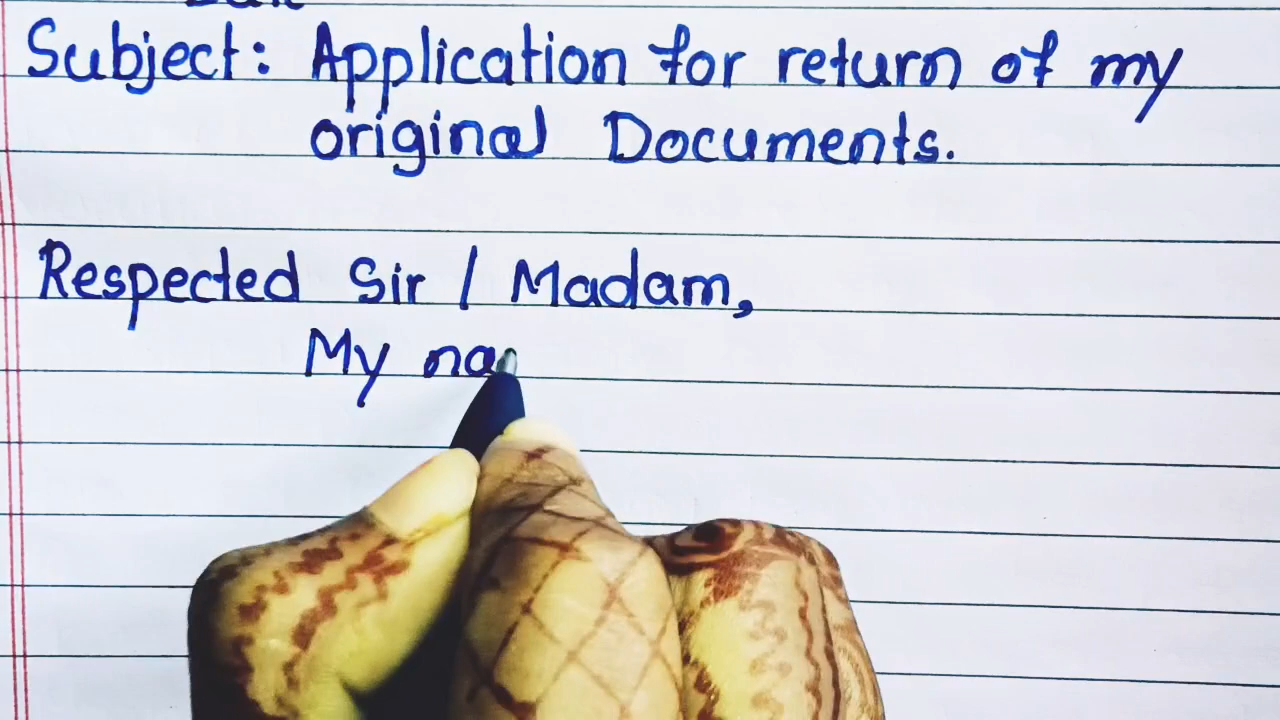 Subject: Application for return of my
original Documents.
Respected Sir / Madam,
My na